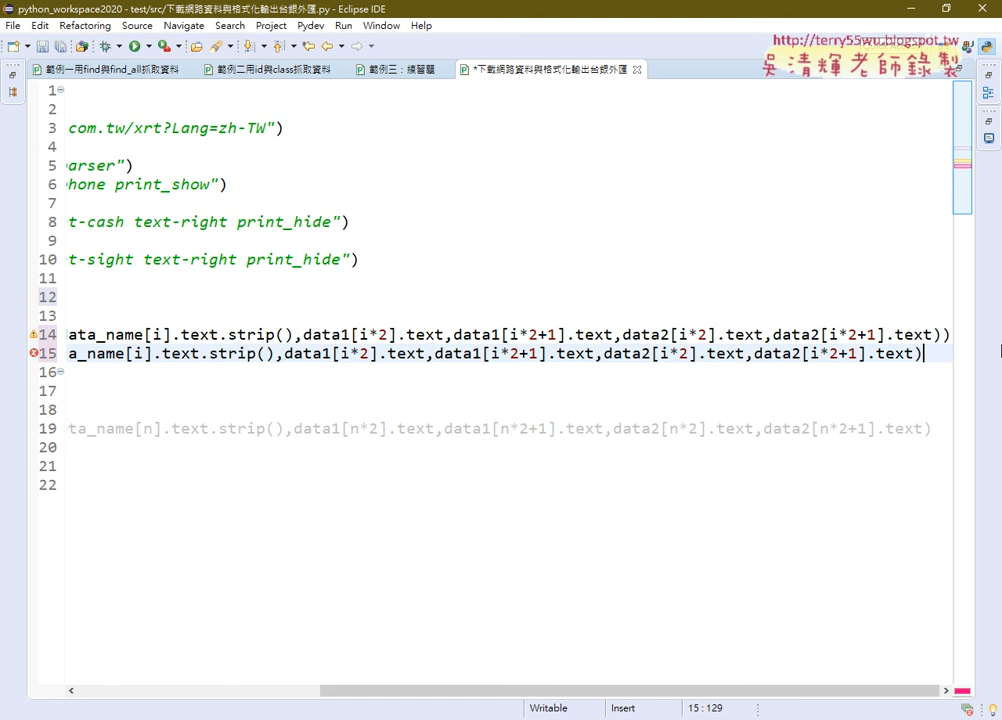 python_workspace2020 - test/src/下載網路資料與格式化輸出台銀外匯.py - Eclipse IDE
File Edit Refactoring Source Navigate Search Project Pydev Run Window Help
http://terry55wu.blogspot.tw
吳清輝老師錄製
範例一用find與find_all抓取資料 範例二用id與class抓取資料 範例三：練習題 *下載網路資料與格式化輸出台銀外匯
1
2
3 com.tw/xrt?Lang=zh-TW")
4
5 arser")
6 hone print_show")
7
8 t-cash text-right print_hide")
9
10 t-sight text-right print_hide")
11
12
13
14 ata_name[i].text.strip(),data1[i*2].text,data1[i*2+1].text,data2[i*2].text,data2[i*2+1].text))
15 a_name[i].text.strip(),data1[i*2].text,data1[i*2+1].text,data2[i*2].text,data2[i*2+1].text)
16
17
18
19 ta_name[n].text.strip(),data1[n*2].text,data1[n*2+1].text,data2[n*2].text,data2[n*2+1].text)
20
21
22
Writable Insert 15 : 129